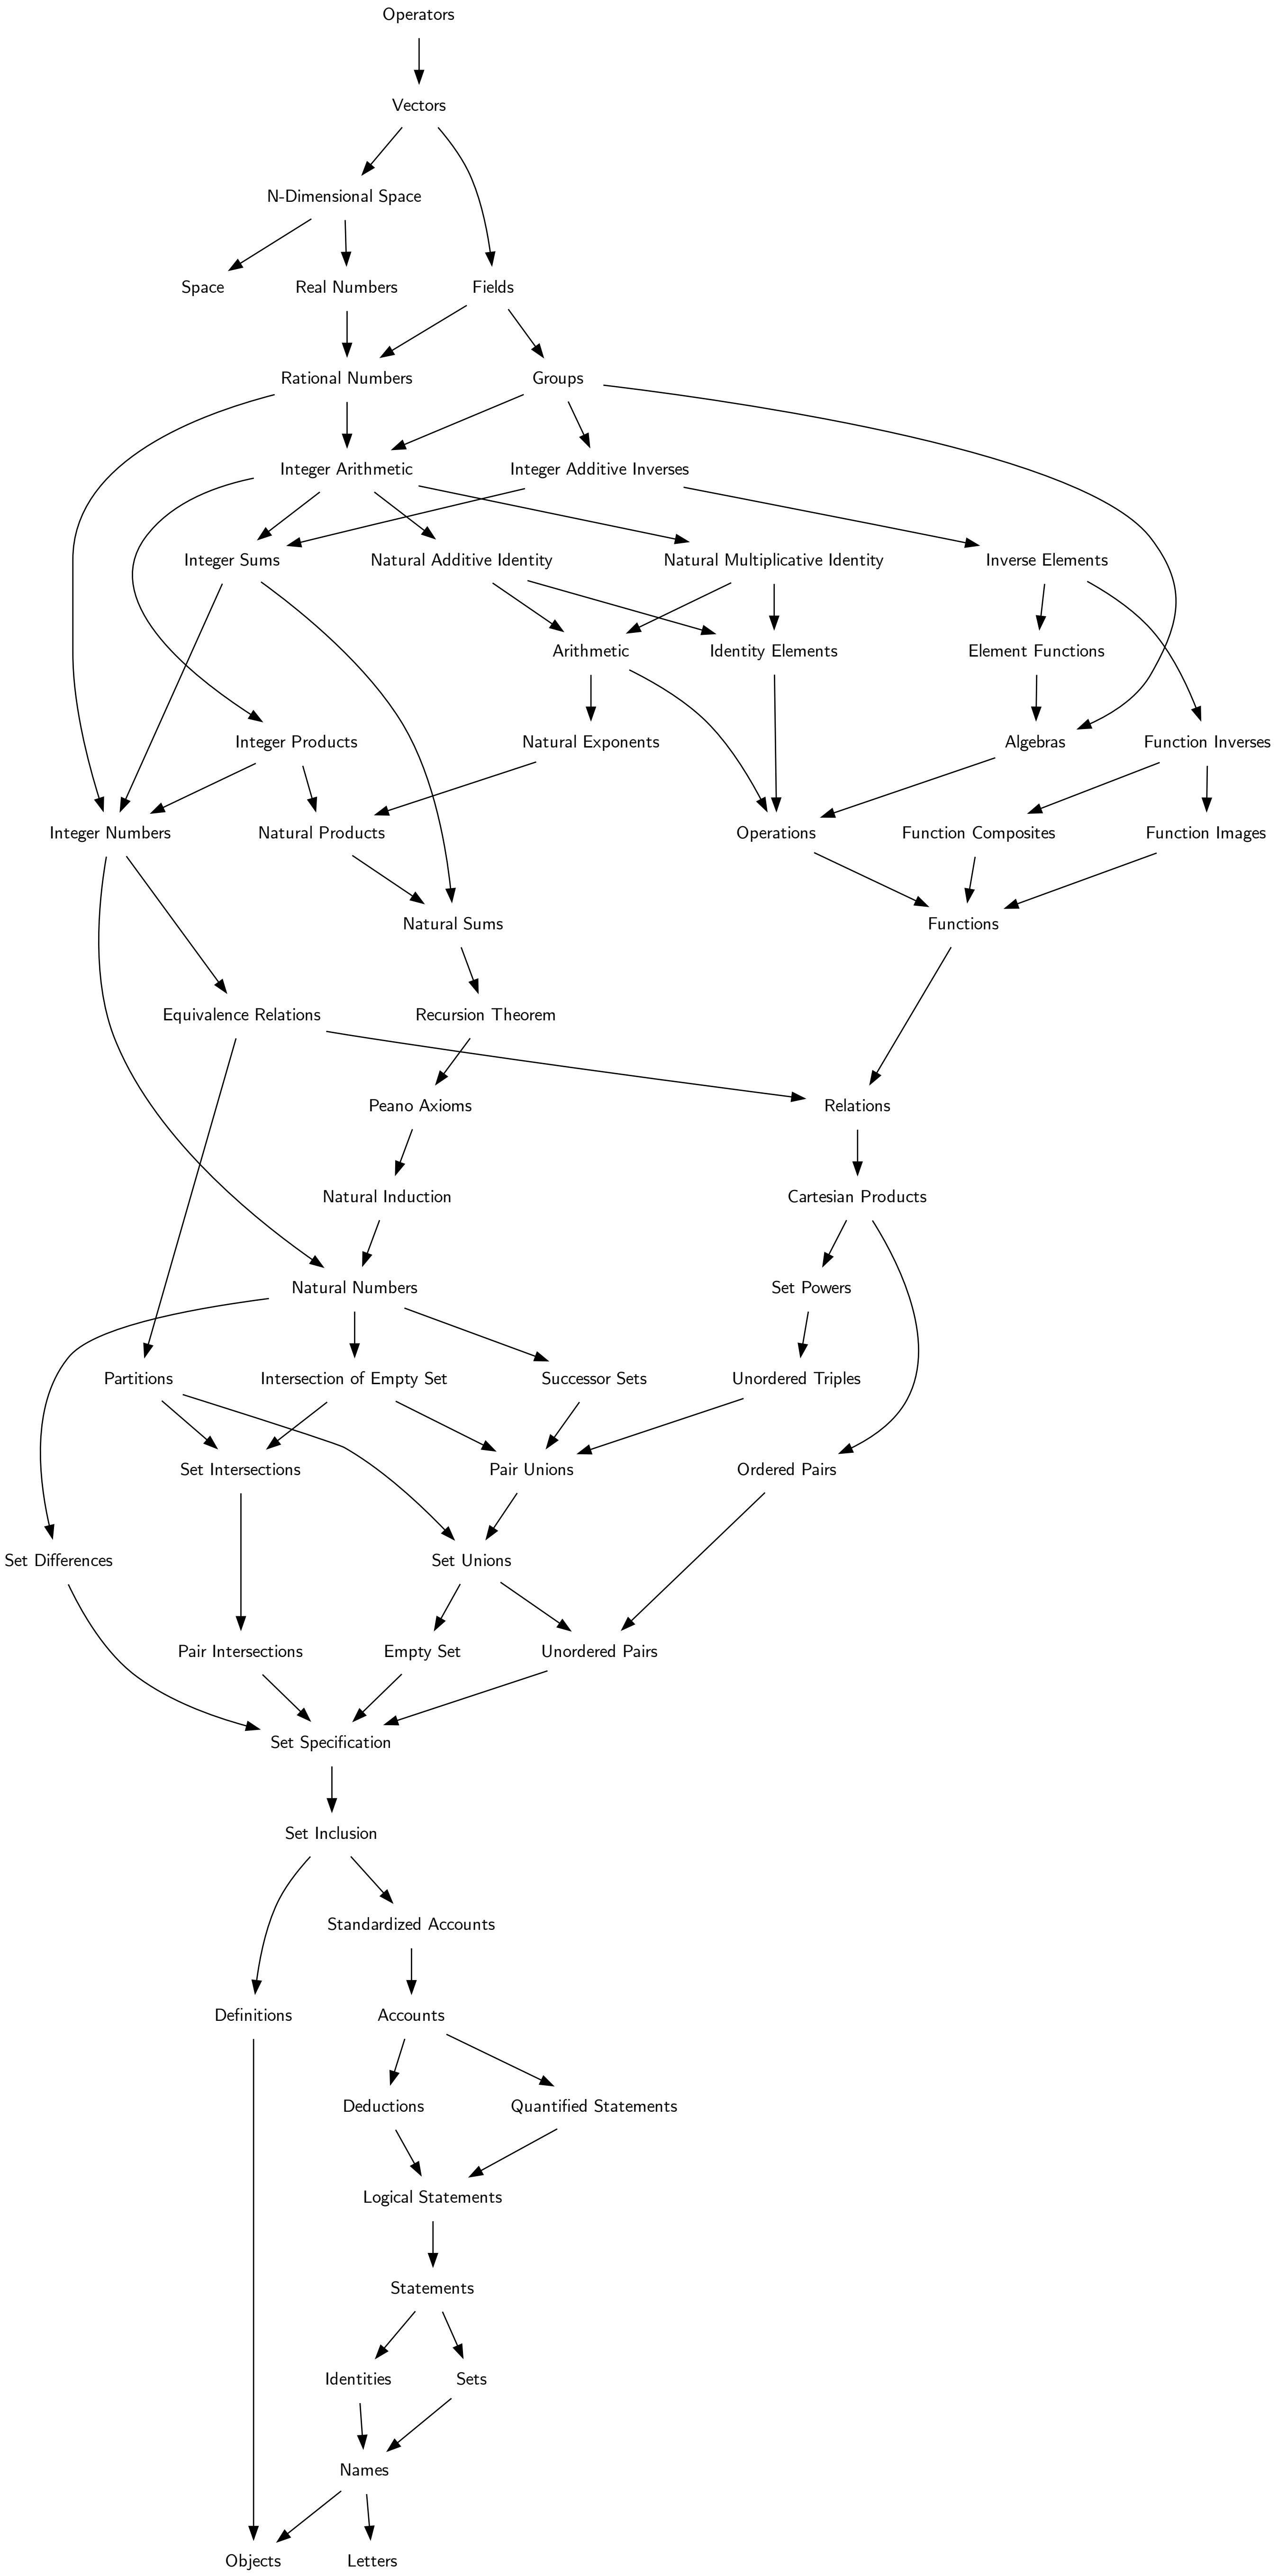 Operators
Vectors
N-Dimensional Space
Space
Real Numbers
Fields
Rational Numbers
Groups
Integer Arithmetic
Integer Additive Inverses
Integer Sums
Natural Additive Identity
Natural Multiplicative Identity
Inverse Elements
Arithmetic
Identity Elements
Element Functions
Integer Products
Natural Exponents
Algebras
Function Inverses
Integer Numbers
Natural Products
Operations
Function Composites
Function Images
Natural Sums
Functions
Equivalence Relations
Recursion Theorem
Peano Axioms
Relations
Natural Induction
Cartesian Products
Natural Numbers
Set Powers
Partitions
Intersection of Empty Set
Successor Sets
Unordered Triples
Set Intersections
Pair Unions
Ordered Pairs
Set Differences
Set Unions
Pair Intersections
Empty Set
Unordered Pairs
Set Specification
Set Inclusion
Standardized Accounts
Definitions
Accounts
Deductions
Quantified Statements
Logical Statements
Statements
Identities
Sets
Names
Objects
Letters